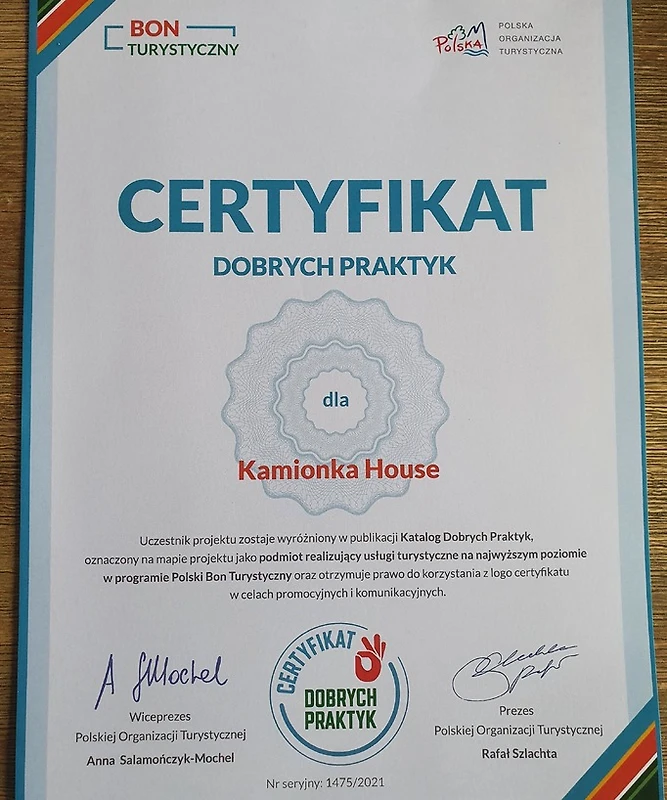 BON
TURYSTYCZNY
POLSKA
POLSKA
ORGANIZACJA
TURYSTYCZNA
CERTYFIKAT
DOBRYCH PRAKTYK
dla
Kamionka House
Uczestnik projektu zostaje wyróżniony w publikacji Katalog Dobrych Praktyk,
oznaczony na mapie projektu jako podmiot realizujący usługi turystyczne na najwyższym poziomie
w programie Polski Bon Turystyczny oraz otrzymuje prawo do korzystania z logo certyfikatu
w celach promocyjnych i komunikacyjnych.
A SMochel
Wiceprezes
Polskiej Organizacji Turystycznej
Anna Salamończyk-Mochel
CERTYFIKAT
DOBRYCH
PRAKTYK
Prezes
Polskiej Organizacji Turystycznej
Rafał Szlachta
Nr seryjny: 1475/2021